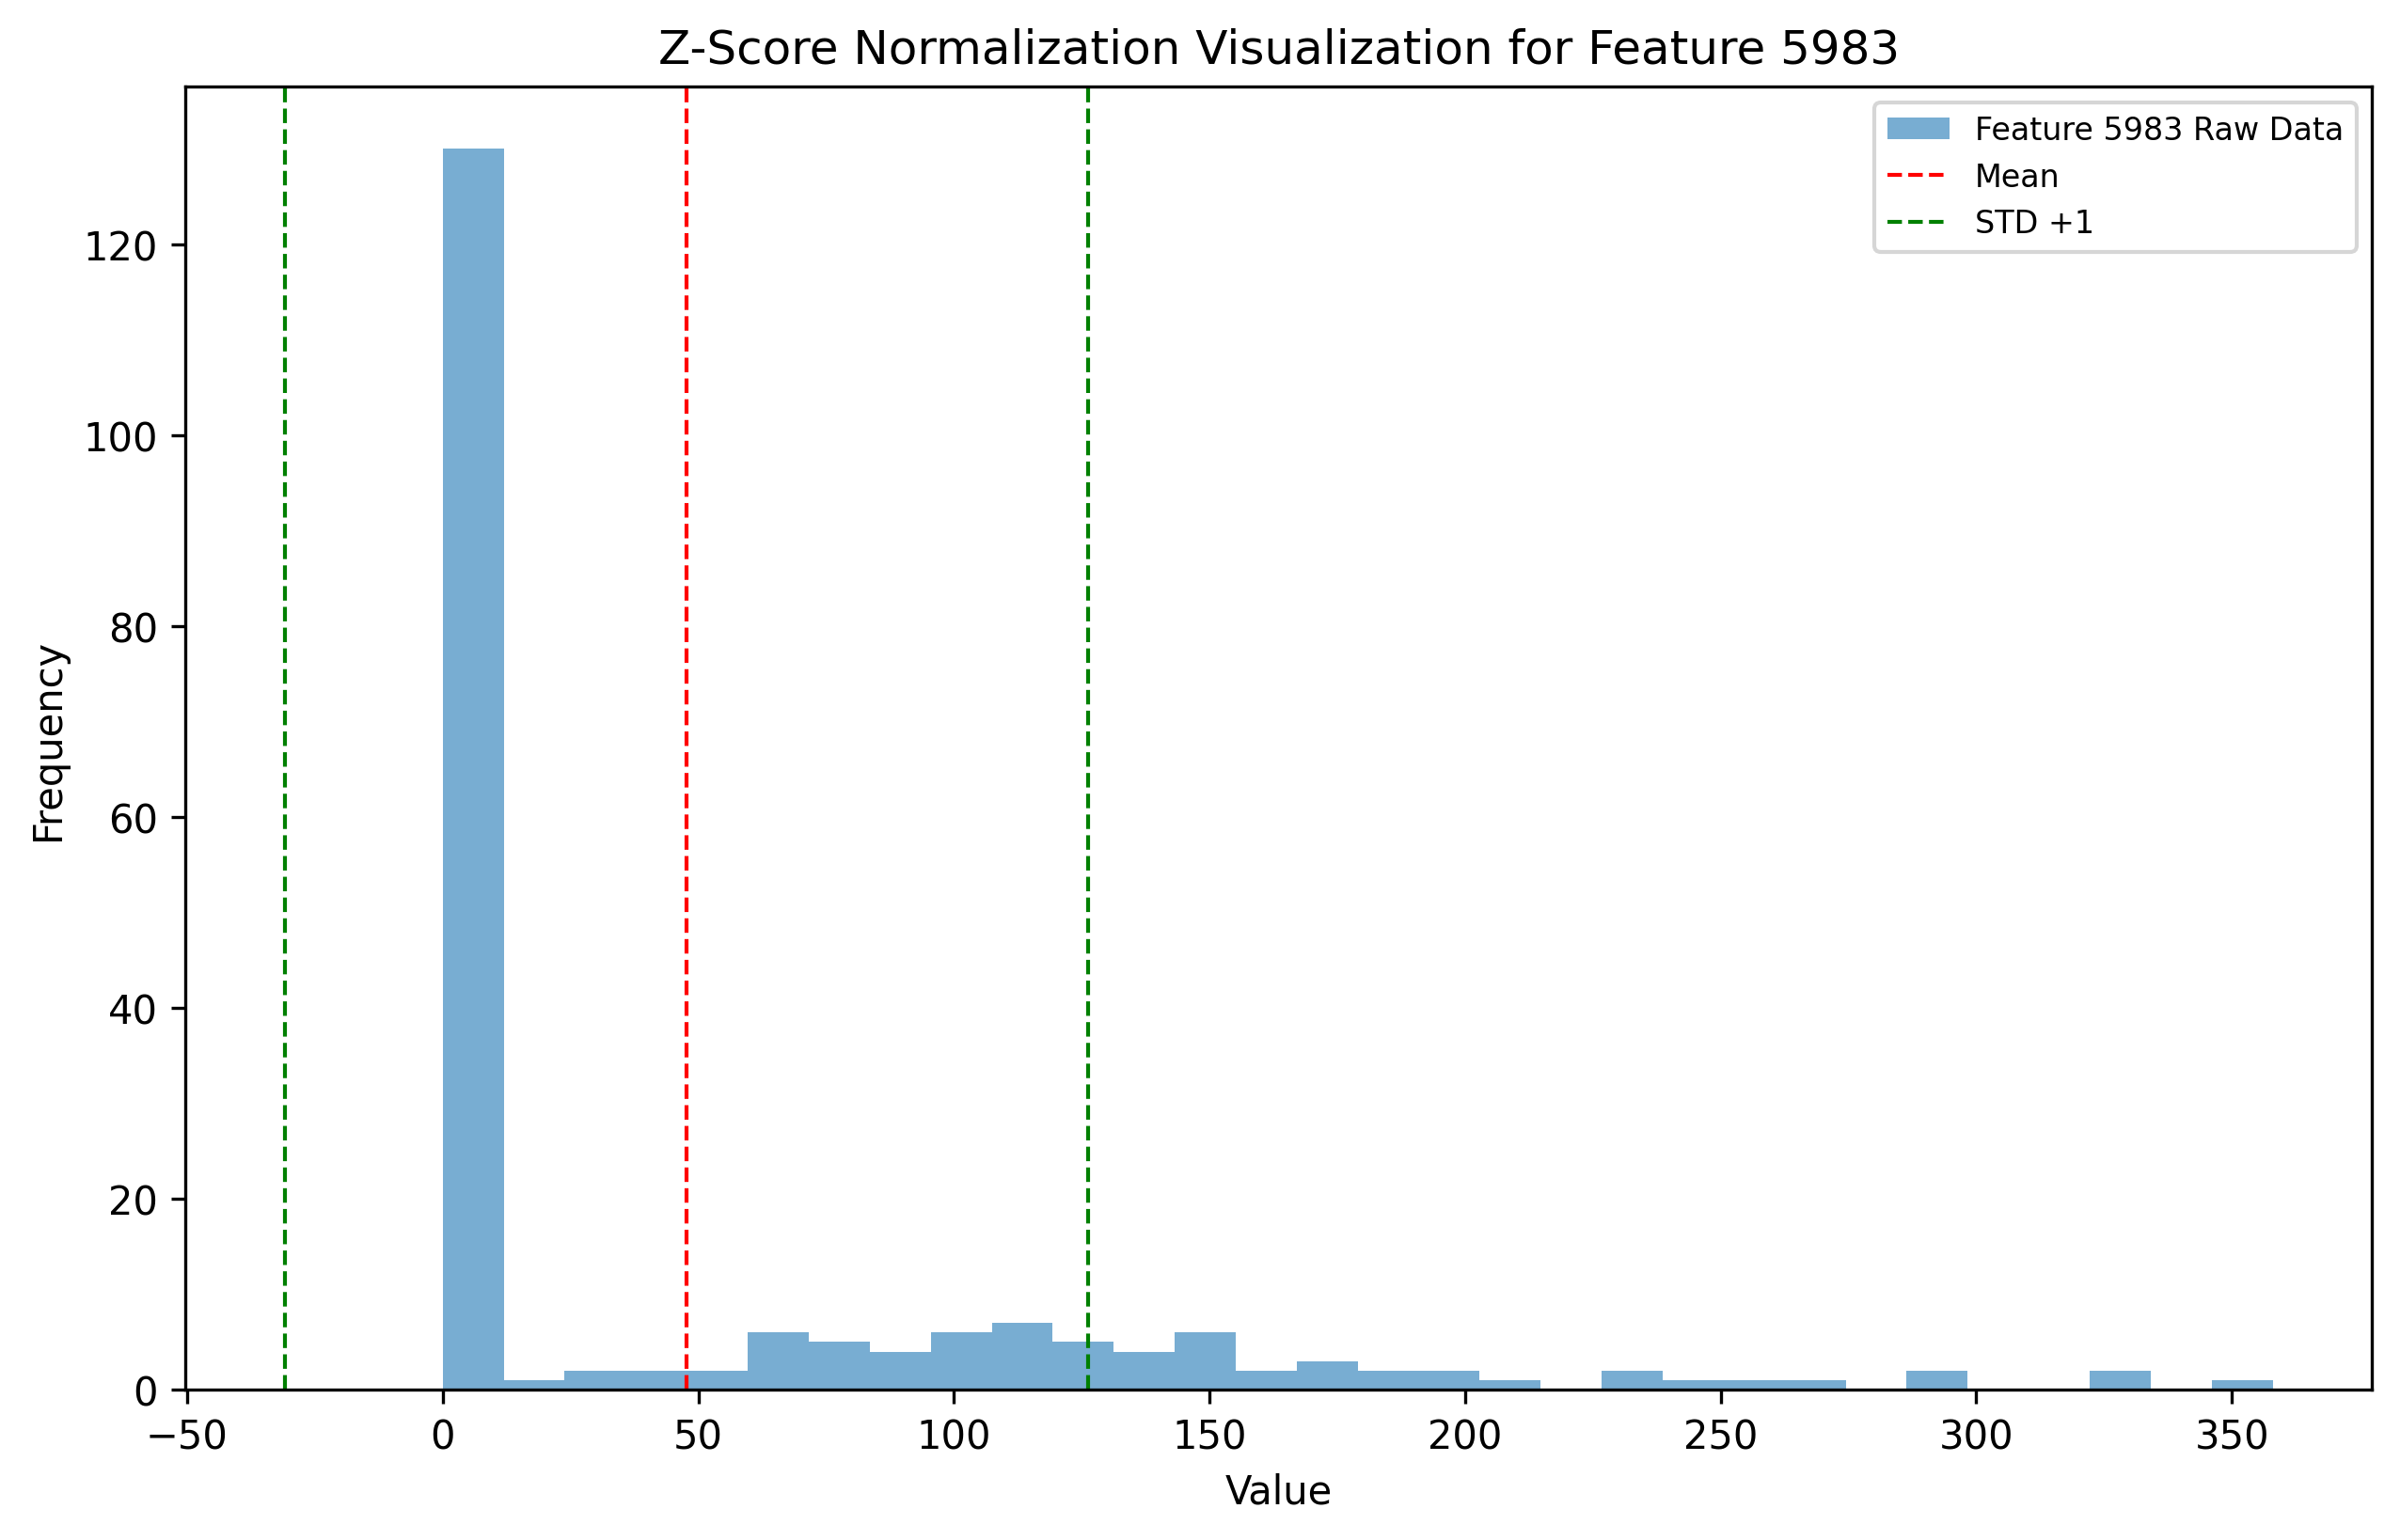 Z-Score Normalization Visualization for Feature 5983
Feature 5983 Raw Data
Mean
STD +1
Frequency
120
100
80
60
40
20
0
−50 0 50 100 150 200 250 300 350
Value